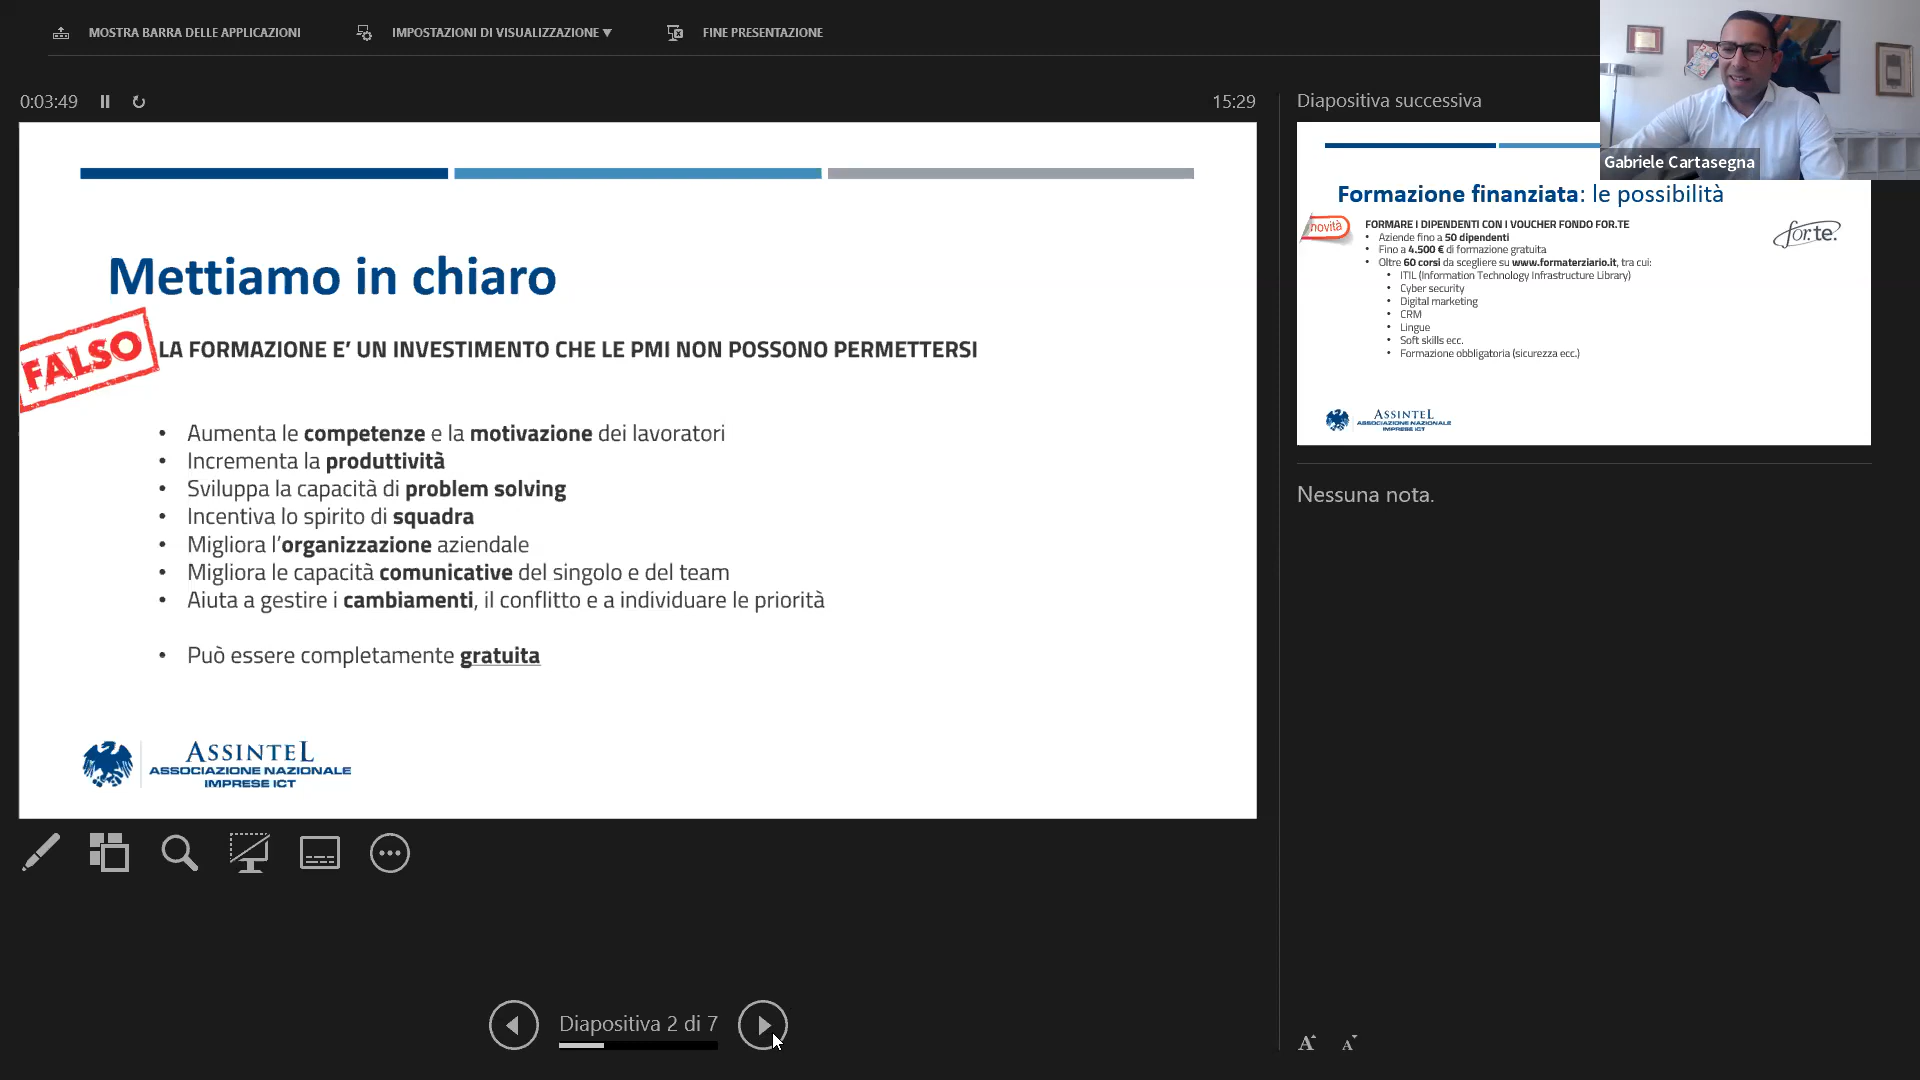 MOSTRA BARRA DELLE APPLICAZIONI
IMPOSTAZIONI DI VISUALIZZAZIONE ▼
FINE PRESENTAZIONE
0:03:49
15:29
Diapositiva successiva
Gabriele Cartasegna
Mettiamo in chiaro
FALSO
LA FORMAZIONE E’ UN INVESTIMENTO CHE LE PMI NON POSSONO PERMETTERSI
• Aumenta le competenze e la motivazione dei lavoratori
• Incrementa la produttività
• Sviluppa la capacità di problem solving
• Incentiva lo spirito di squadra
• Migliora l’organizzazione aziendale
• Migliora le capacità comunicative del singolo e del team
• Aiuta a gestire i cambiamenti, il conflitto e a individuare le priorità
• Può essere completamente gratuita
ASSINTEL
ASSOCIAZIONE NAZIONALE
IMPRESE ICT
Diapositiva 2 di 7
Formazione finanziata: le possibilità
novità
FORMARE I DIPENDENTI CON I VOUCHER FONDO FOR.TE
for.te.
• Aziende fino a 50 dipendenti
• Fino a 4.500 € di formazione gratuita
• Oltre 60 corsi da scegliere su www.formaterziario.it, tra cui:
• ITIL (Information Technology Infrastructure Library)
• Cyber security
• Digital marketing
• CRM
• Lingue
• Soft skills ecc.
• Formazione obbligatoria (sicurezza ecc.)
ASSINTEL
ASSOCIAZIONE NAZIONALE
IMPRESE ICT
Nessuna nota.
A A